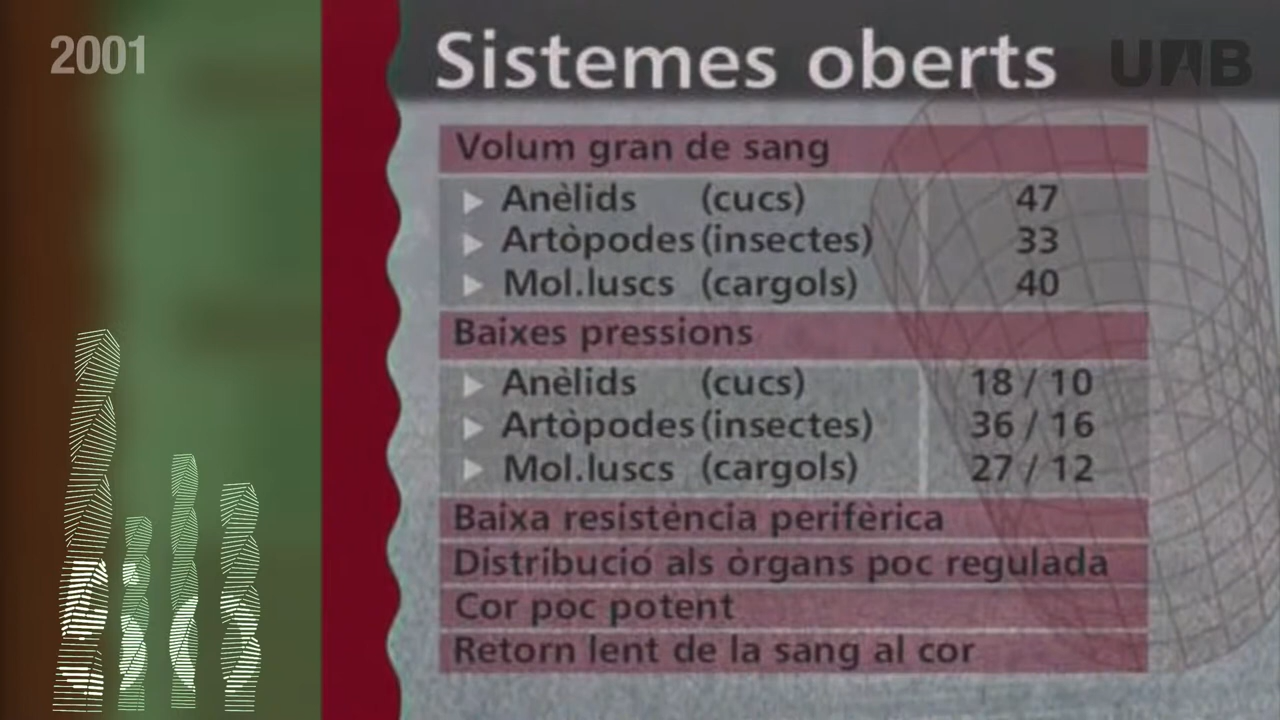 2001
Sistemes oberts
UAB
Volum gran de sang
Anèlids (cucs) 47
Artòpodes (insectes) 33
Mol.luscs (cargols) 40
Baixes pressions
Anèlids (cucs) 18 / 10
Artòpodes (insectes) 36 / 16
Mol.luscs (cargols) 27 / 12
Baixa resistència perifèrica
Distribució als òrgans poc regulada
Cor poc potent
Retorn lent de la sang al cor